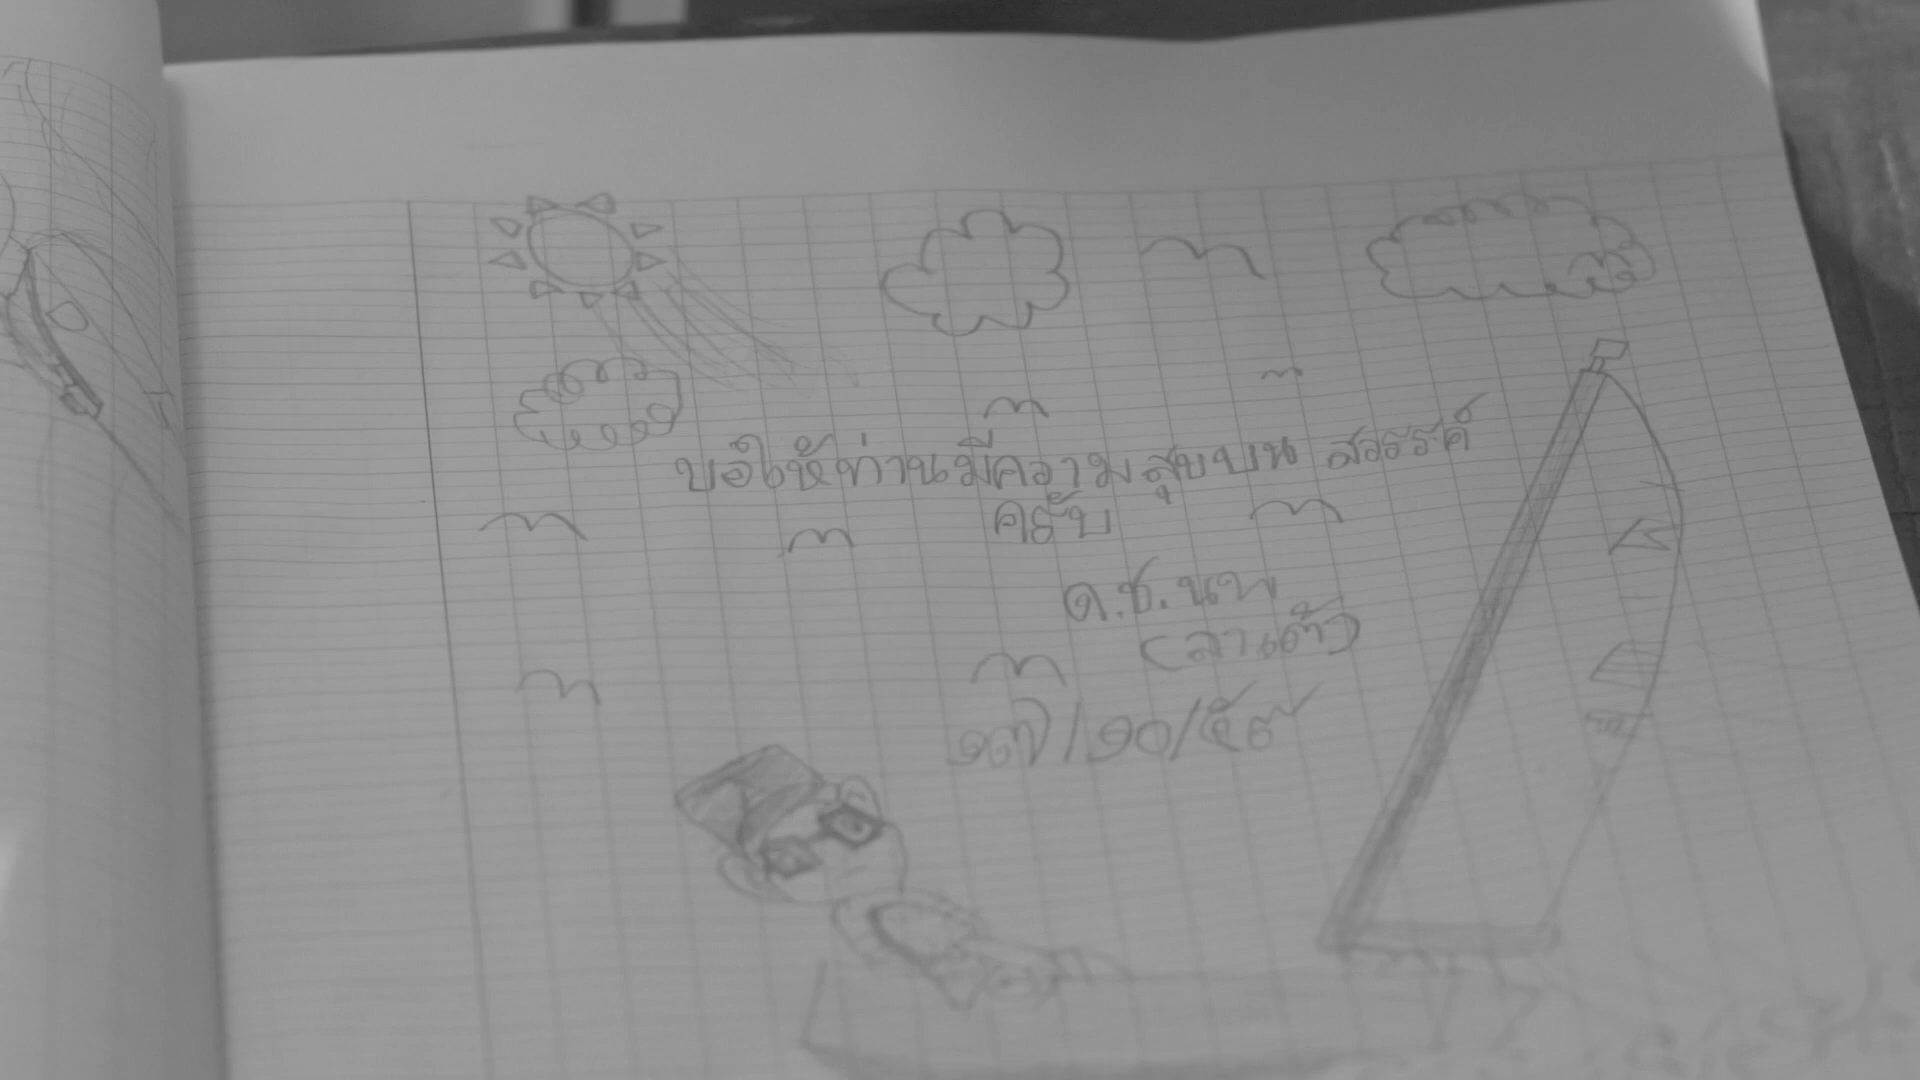 ขอให้ท่านมีความสุขบน สวรรค์
ครับ
ด.ช. นพ
(ลาเต้)
๑๗/๑๐/๕๙